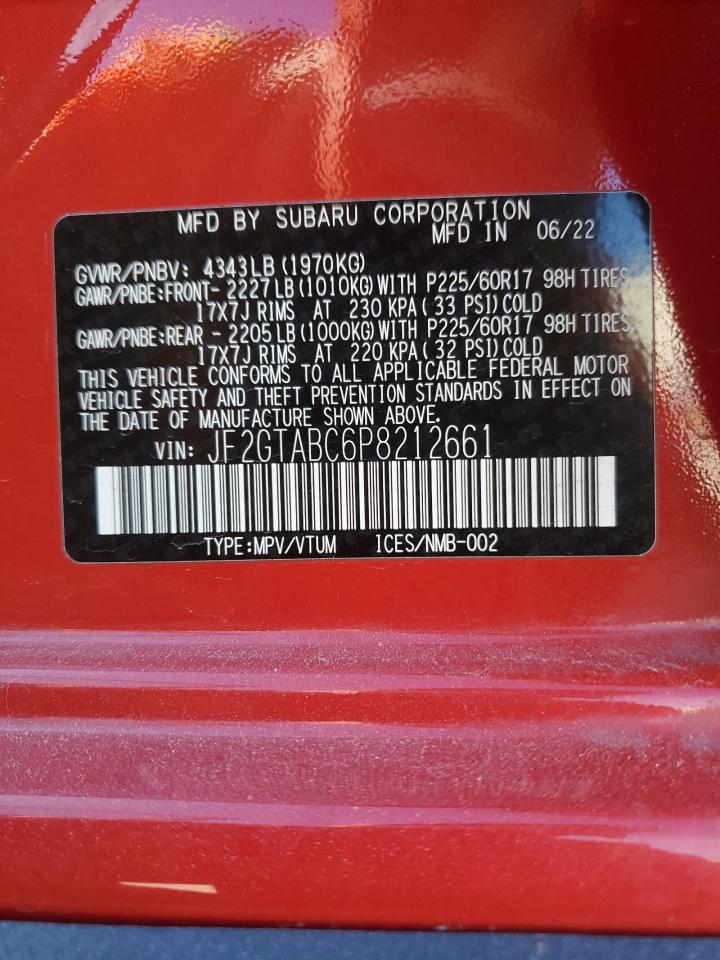 MFD BY SUBARU CORPORATION
MFD IN 06/22
GVWR/PNBV: 4343LB (1970KG)
GAWR/PNBE:FRONT- 2227LB(1010KG)WITH P225/60R17 98H TIRES,
17X7J RIMS AT 230 KPA( 33 PSI)COLD
GAWR/PNBE:REAR - 2205LB(1000KG)WITH P225/60R17 98H TIRES,
17X7J RIMS AT 220 KPA( 32 PSI)COLD
THIS VEHICLE CONFORMS TO ALL APPLICABLE FEDERAL MOTOR
VEHICLE SAFETY AND THEFT PREVENTION STANDARDS IN EFFECT ON
THE DATE OF MANUFACTURE SHOWN ABOVE.
VIN: JF2GTABC6P8212661
TYPE:MPV/VTUM ICES/NMB-002